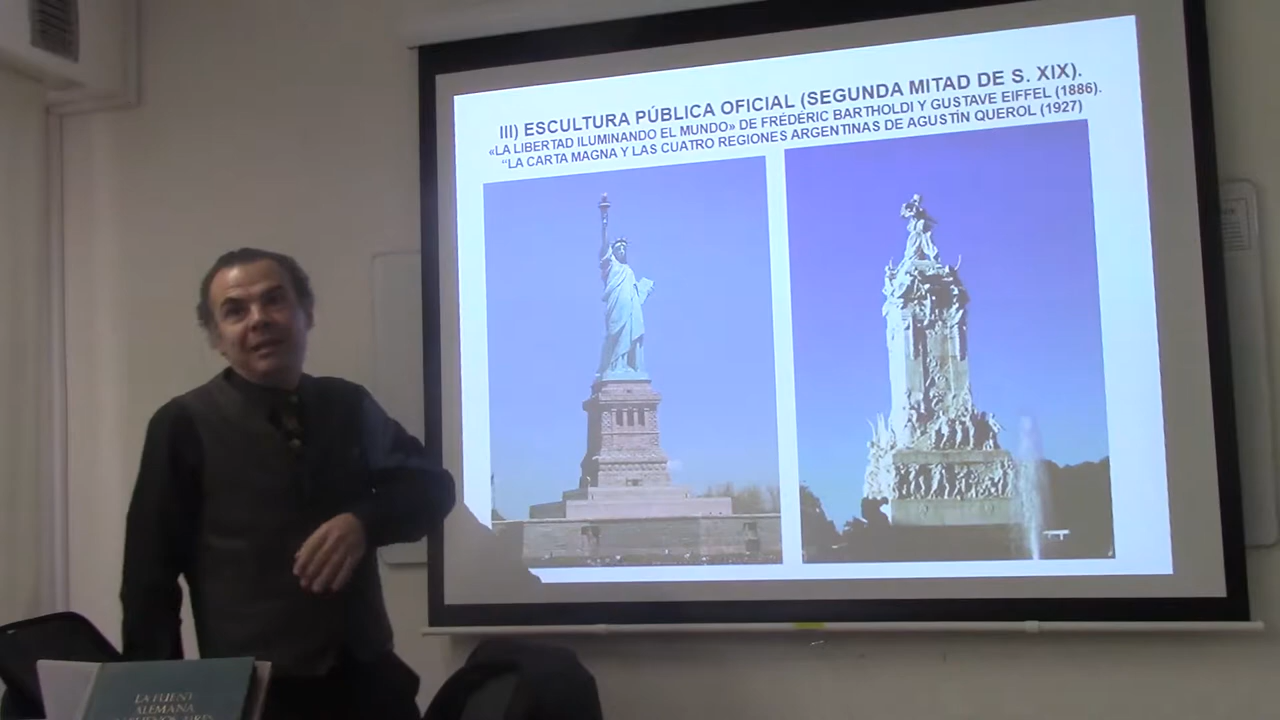 III) ESCULTURA PÚBLICA OFICIAL (SEGUNDA MITAD DE S. XIX).
«LA LIBERTAD ILUMINANDO EL MUNDO» DE FRÉDÉRIC BARTHOLDI Y GUSTAVE EIFFEL (1886).
"LA CARTA MAGNA Y LAS CUATRO REGIONES ARGENTINAS DE AGUSTÍN QUEROL (1927)
LA FUENT
ALEMANA